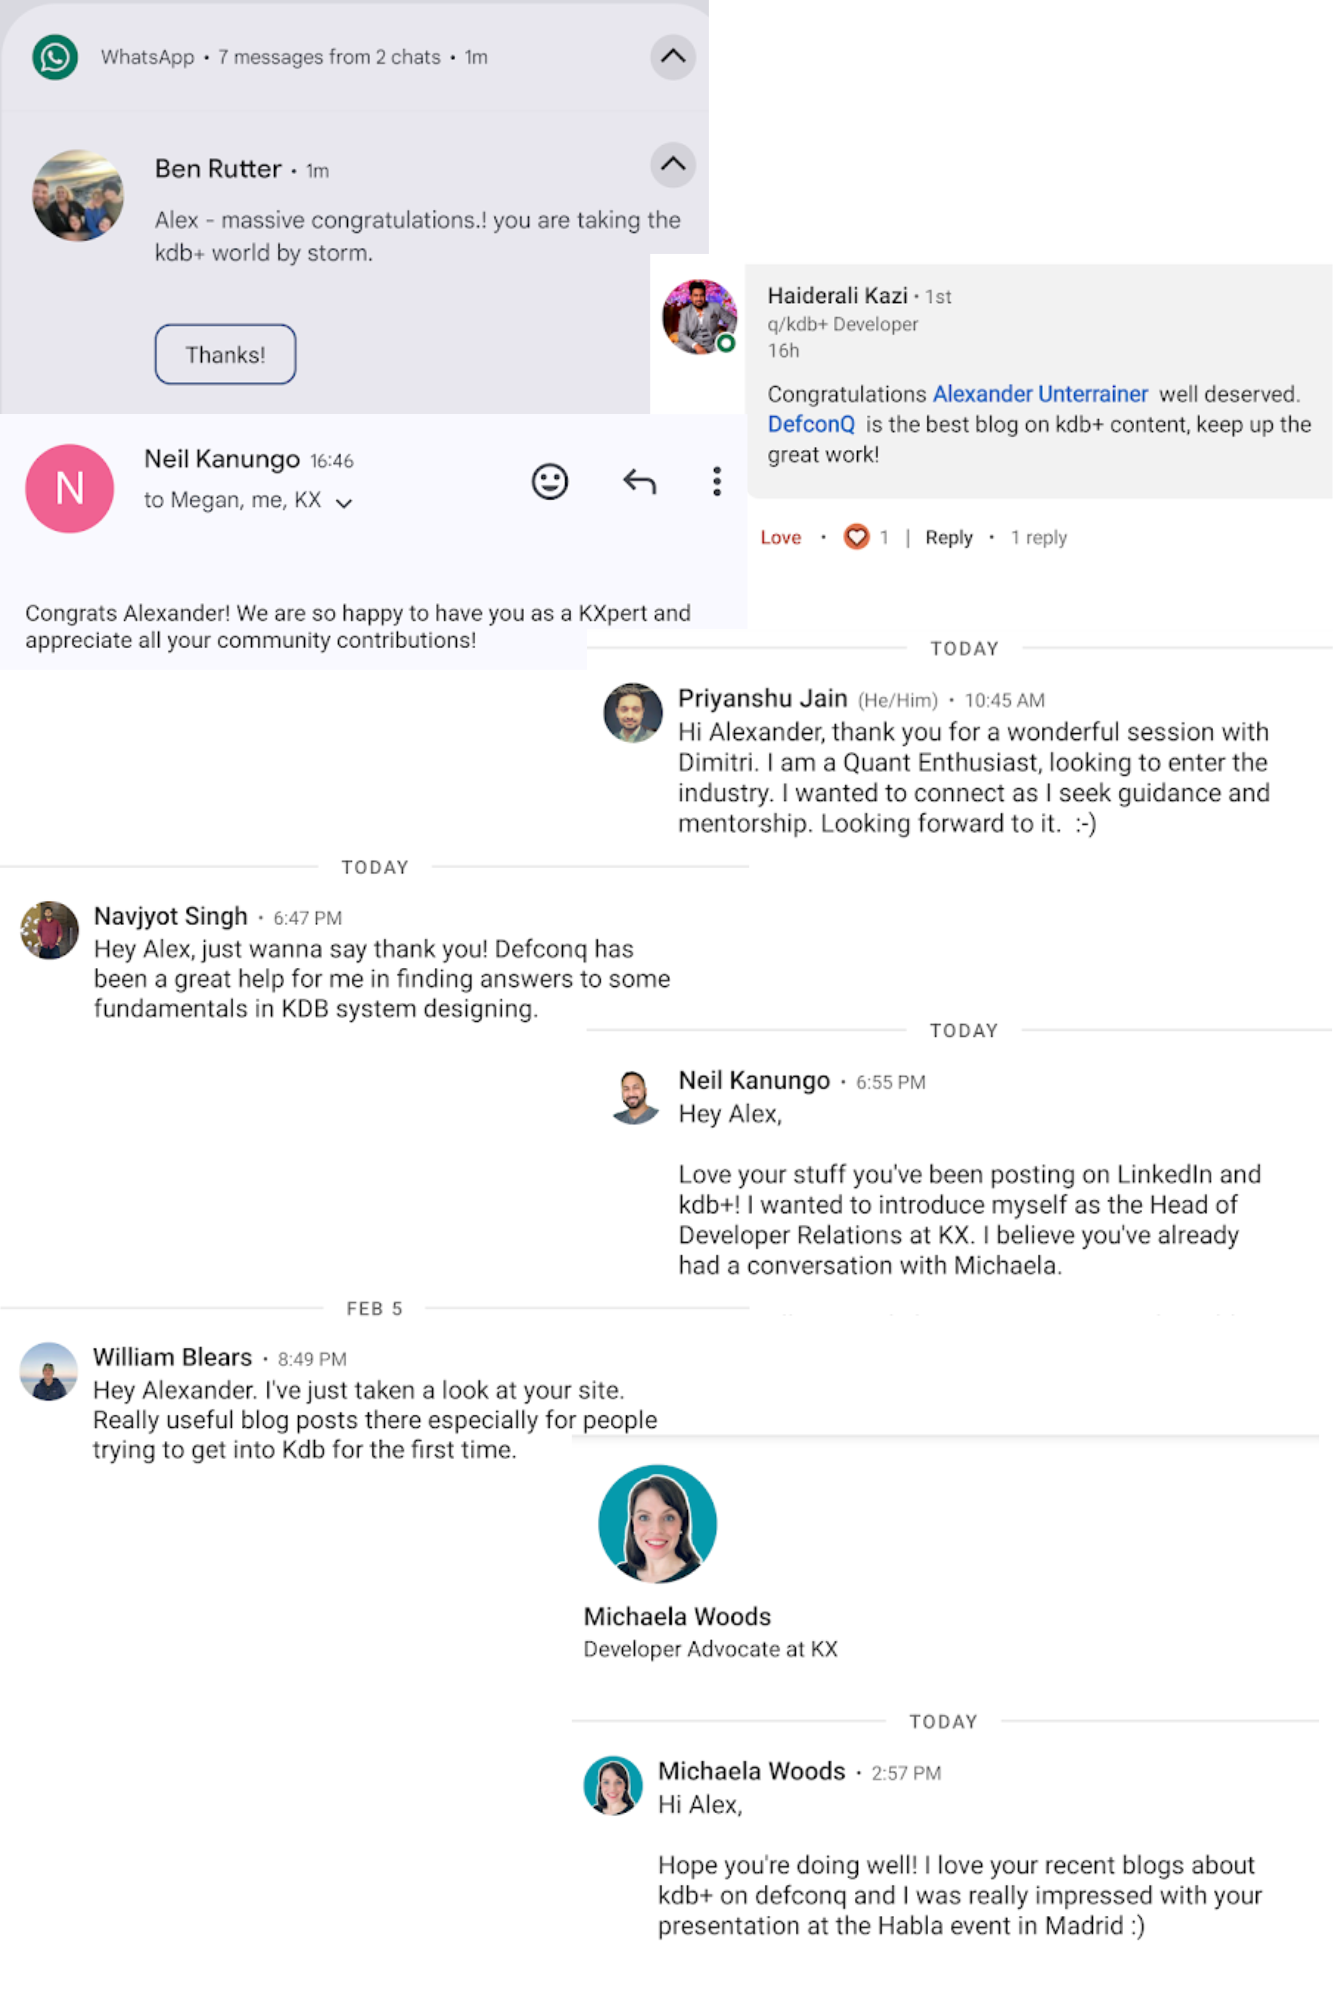 WhatsApp • 7 messages from 2 chats • 1m
Ben Rutter • 1m
Alex - massive congratulations.! you are taking the
kdb+ world by storm.
Thanks!
Haiderali Kazi • 1st
q/kdb+ Developer
16h
Congratulations Alexander Unterrainer well deserved.
DefconQ is the best blog on kdb+ content, keep up the
great work!
Love • 1 | Reply • 1 reply
N
Neil Kanungo 16:46
to Megan, me, KX
Congrats Alexander! We are so happy to have you as a KXpert and
appreciate all your community contributions!
TODAY
Priyanshu Jain (He/Him) • 10:45 AM
Hi Alexander, thank you for a wonderful session with
Dimitri. I am a Quant Enthusiast, looking to enter the
industry. I wanted to connect as I seek guidance and
mentorship. Looking forward to it. :-)
TODAY
Navjyot Singh • 6:47 PM
Hey Alex, just wanna say thank you! Defconq has
been a great help for me in finding answers to some
fundamentals in KDB system designing.
TODAY
Neil Kanungo • 6:55 PM
Hey Alex,
Love your stuff you've been posting on LinkedIn and
kdb+! I wanted to introduce myself as the Head of
Developer Relations at KX. I believe you've already
had a conversation with Michaela.
FEB 5
William Blears • 8:49 PM
Hey Alexander. I've just taken a look at your site.
Really useful blog posts there especially for people
trying to get into Kdb for the first time.
Michaela Woods
Developer Advocate at KX
TODAY
Michaela Woods • 2:57 PM
Hi Alex,
Hope you're doing well! I love your recent blogs about
kdb+ on defconq and I was really impressed with your
presentation at the Habla event in Madrid :)